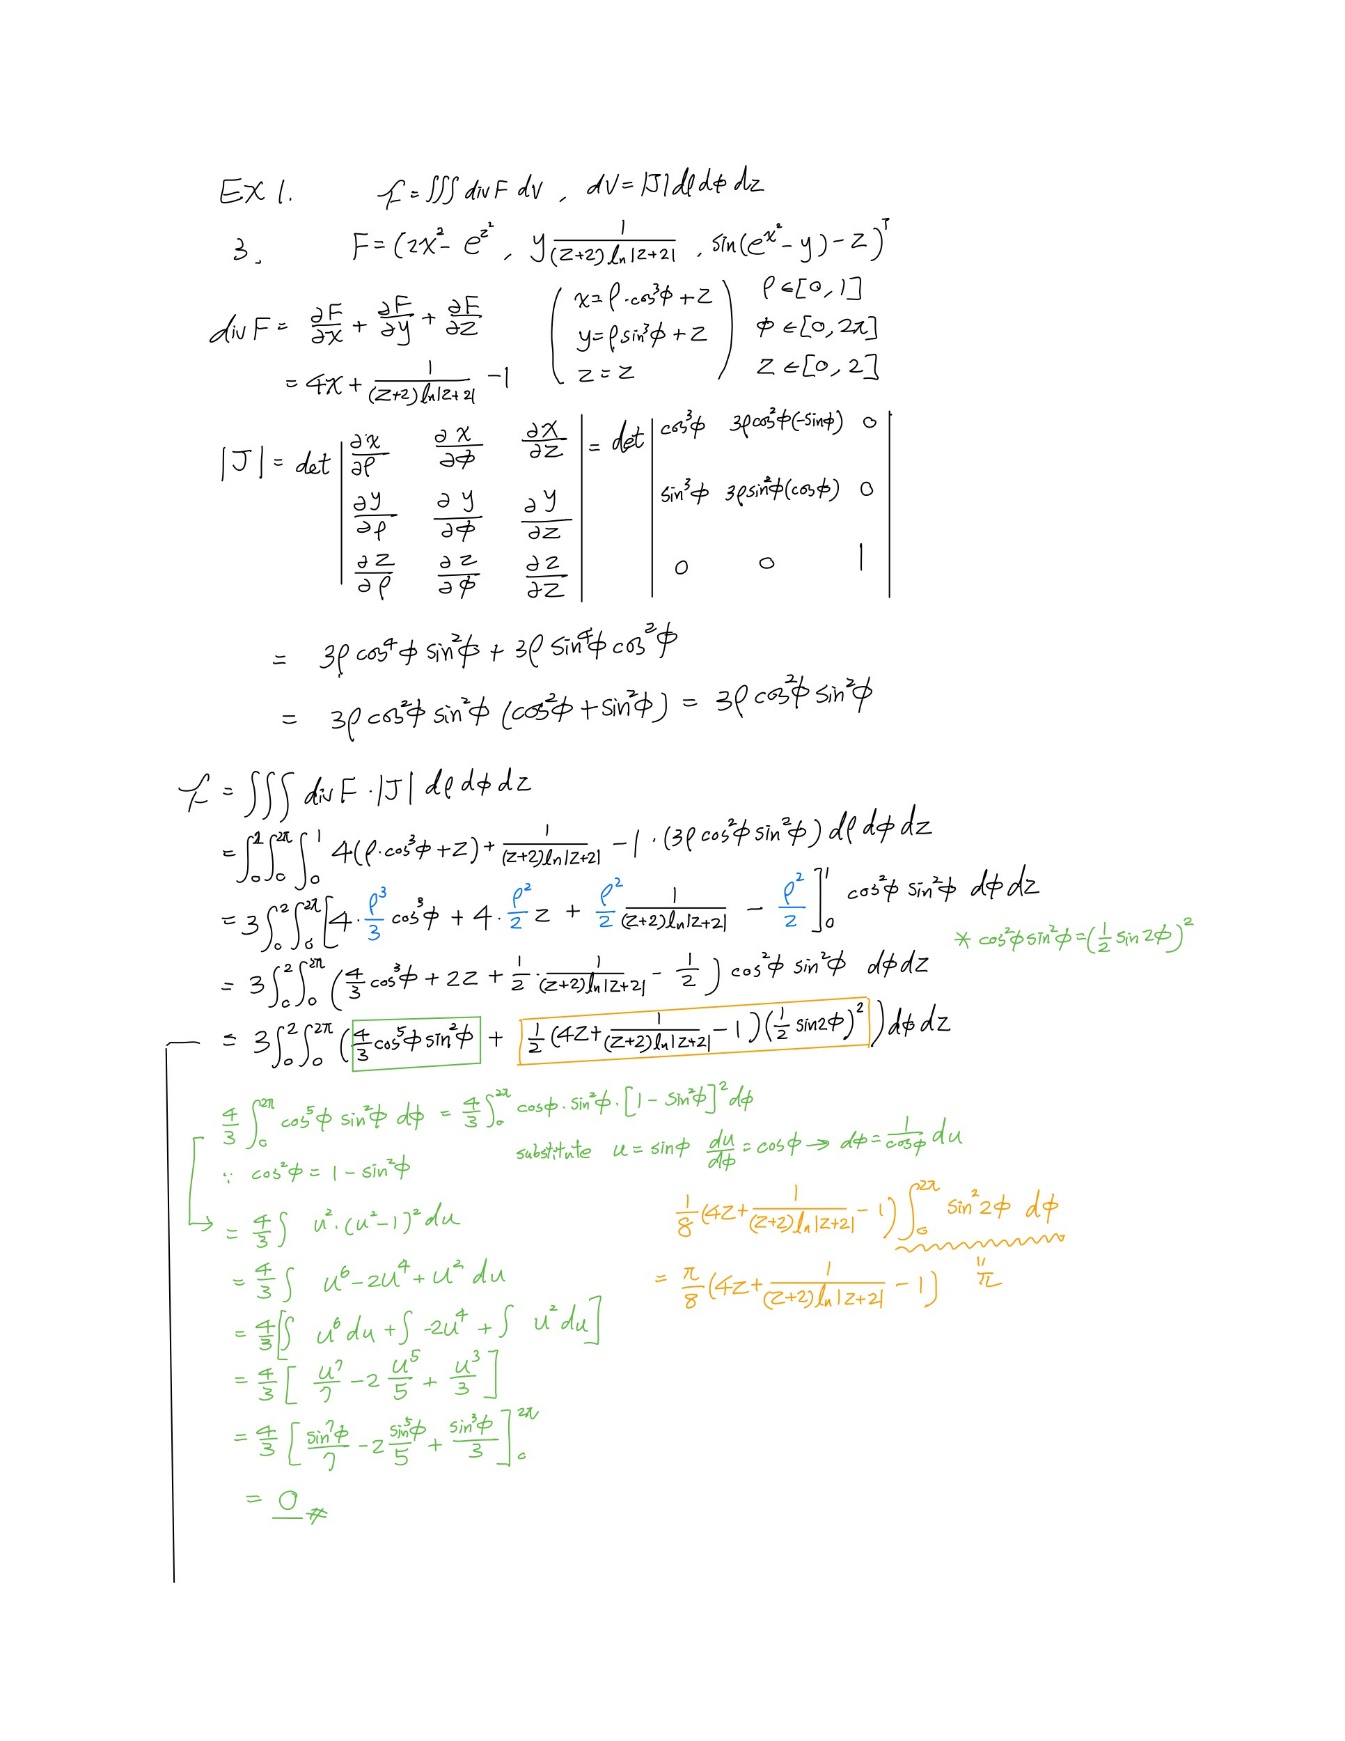 EX 1. f = ∭ div F dV , dV = |J| dρ dφ dz
3. F = (2x² - e^{z²}, y 1/((z+2) ln|z+2|), sin(e^{x²} - y) - z)ᵀ
div F = ∂F/∂x + ∂F/∂y + ∂F/∂z ( x = ρ·cos³φ + z ) ρ ∈ [0, 1]
( y = ρ sin³φ + z ) φ ∈ [0, 2π]
= 4x + 1/((z+2) ln|z+2|) - 1 ( z = z ) z ∈ [0, 2]
|J| = det | ∂x/∂ρ ∂x/∂φ ∂x/∂z | = det | cos³φ 3ρcos²φ(-sinφ) 0 |
| ∂y/∂ρ ∂y/∂φ ∂y/∂z | | sin³φ 3ρsin²φ(cosφ) 0 |
| ∂z/∂ρ ∂z/∂φ ∂z/∂z | | 0 0 1 |
= 3ρ cos⁴φ sin²φ + 3ρ sin⁴φ cos²φ
= 3ρ cos²φ sin²φ (cos²φ + sin²φ) = 3ρ cos²φ sin²φ
f = ∭ div F · |J| dρ dφ dz
= ∫₀² ∫₀^{2π} ∫₀¹ 4(ρ·cos³φ + z) + 1/((z+2) ln|z+2|) - 1 · (3ρ cos²φ sin²φ) dρ dφ dz
= 3 ∫₀² ∫₀^{2π} [4 · ρ³/3 cos³φ + 4 · ρ²/2 z + ρ²/2 1/((z+2) ln|z+2|) - ρ²/2]₀¹ cos²φ sin²φ dφ dz
* cos²φ sin²φ = (1/2 sin 2φ)²
= 3 ∫₀² ∫₀^{2π} (4/3 cos³φ + 2z + 1/2 · 1/((z+2) ln|z+2|) - 1/2) cos²φ sin²φ dφ dz
= 3 ∫₀² ∫₀^{2π} (4/3 cos⁵φ sin²φ + 1/2 (4z + 1/((z+2) ln|z+2|) - 1)(1/2 sin2φ)²) dφ dz
4/3 ∫₀^{2π} cos⁵φ sin²φ dφ = 4/3 ∫₀^{2π} cosφ · sin²φ · [1 - sin²φ]² dφ
substitute u = sinφ du/dφ = cosφ → dφ = 1/cosφ du
∵ cos²φ = 1 - sin²φ
= 4/3 ∫ u² · (u² - 1)² du
= 4/3 ∫ u⁶ - 2u⁴ + u² du
= 4/3 [∫ u⁶ du + ∫ -2u⁴ + ∫ u² du]
= 4/3 [ u⁷/7 - 2 u⁵/5 + u³/3 ]
= 4/3 [ sin⁷φ/7 - 2 sin⁵φ/5 + sin³φ/3 ]₀^{2π}
= 0 #
1/8 (4z + 1/((z+2) ln|z+2|) - 1) ∫₀^{2π} sin²2φ dφ
= π/8 (4z + 1/((z+2) ln|z+2|) - 1) " π